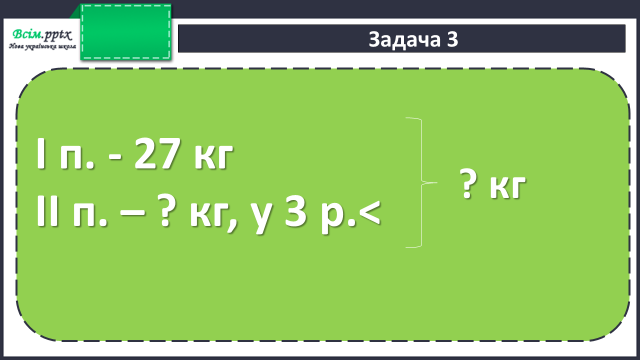 Всім.pptx
Нова українська школа
Задача 3
І п. - 27 кг
ІІ п. – ? кг, у 3 р.<
? кг